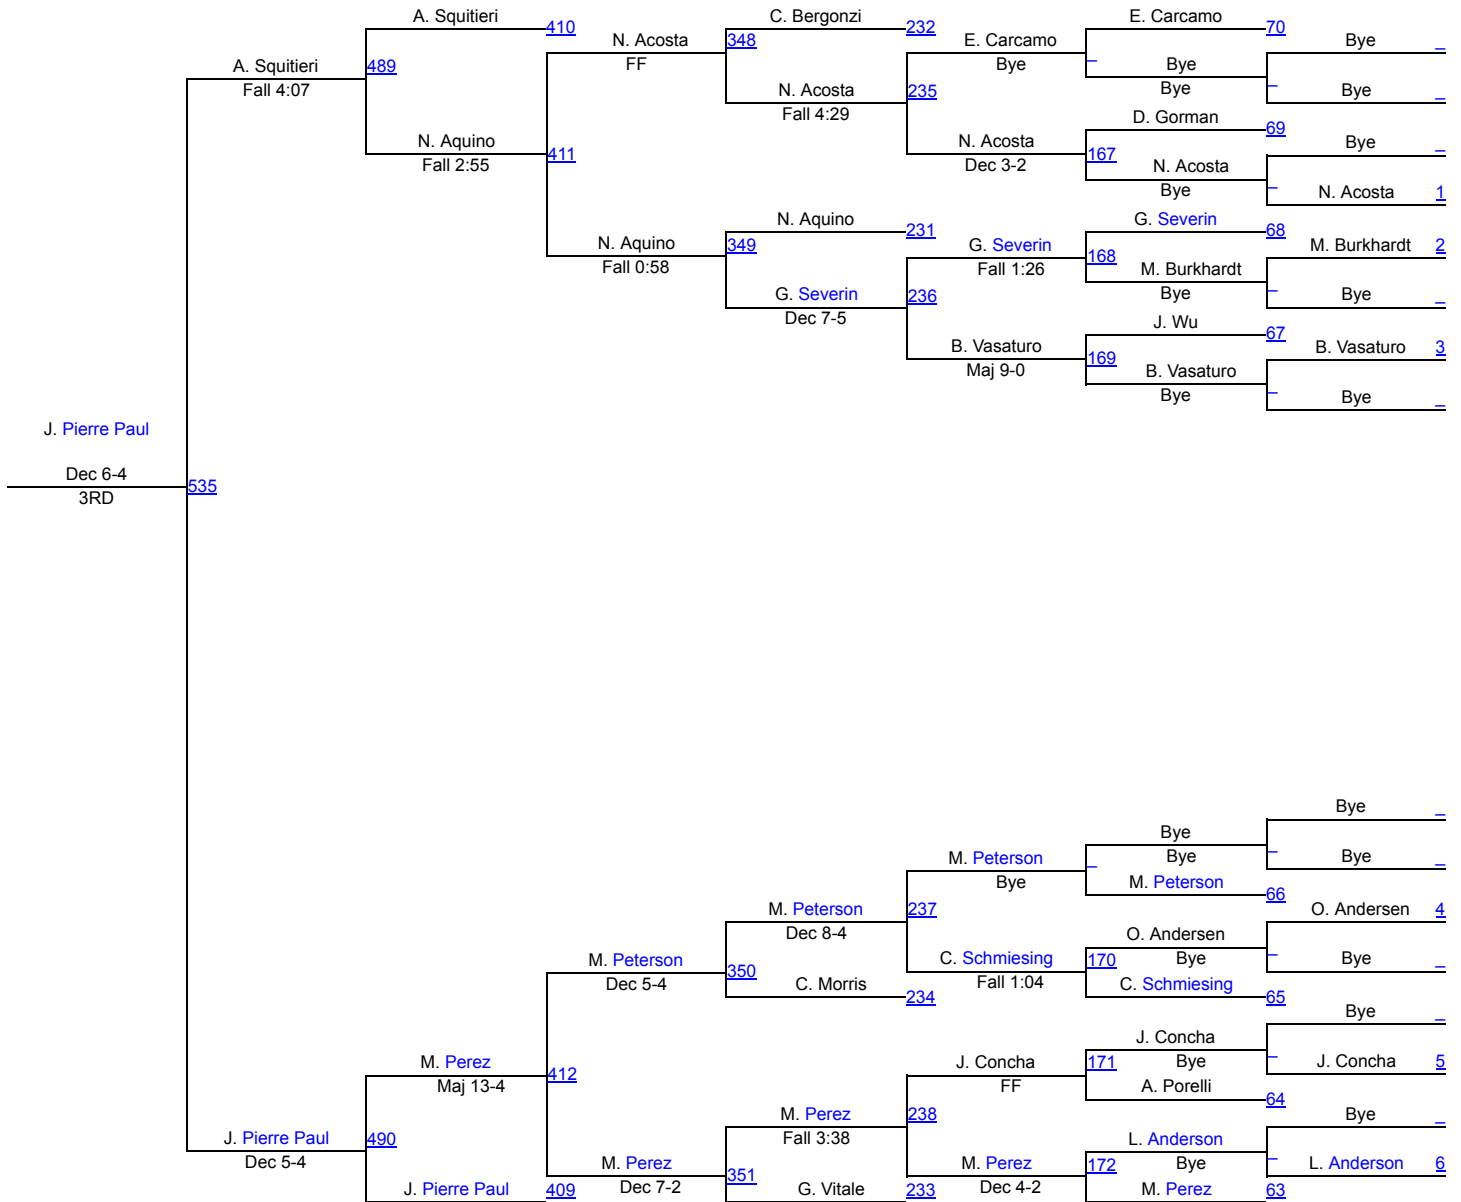 A. Squitieri
410
C. Bergonzi
232
E. Carcamo
70
N. Acosta
348
FF
E. Carcamo
Bye
Bye _
A. Squitieri
489
Fall 4:07
_
Bye
Bye
_
Bye _
N. Acosta
235
Fall 4:29
D. Gorman
69
N. Aquino
411
Fall 2:55
N. Acosta
167
Dec 3-2
Bye _
N. Acosta
Bye
_
N. Acosta 1
N. Aquino
231
G. Severin
68
N. Aquino
349
Fall 0:58
G. Severin
168
Fall 1:26
M. Burkhardt 2
M. Burkhardt
Bye
_
Bye _
G. Severin
236
Dec 7-5
J. Wu
67
B. Vasaturo
169
Maj 9-0
B. Vasaturo 3
B. Vasaturo
Bye
_
Bye _
J. Pierre Paul
Dec 6-4
3RD
535
Bye _
Bye
Bye
_
Bye _
M. Peterson
Bye
_
M. Peterson
66
M. Peterson
237
Dec 8-4
O. Andersen 4
O. Andersen
Bye
_
Bye _
M. Peterson
350
Dec 5-4
C. Schmiesing
170
Fall 1:04
C. Schmiesing
65
C. Morris
234
Bye _
J. Concha
Bye
_
J. Concha 5
M. Perez
412
Maj 13-4
J. Concha
171
FF
A. Porelli
64
M. Perez
238
Fall 3:38
Bye _
J. Pierre Paul
490
Dec 5-4
L. Anderson
Bye
_
L. Anderson 6
M. Perez
351
Dec 7-2
M. Perez
172
Dec 4-2
J. Pierre Paul
409
G. Vitale
233
M. Perez
63